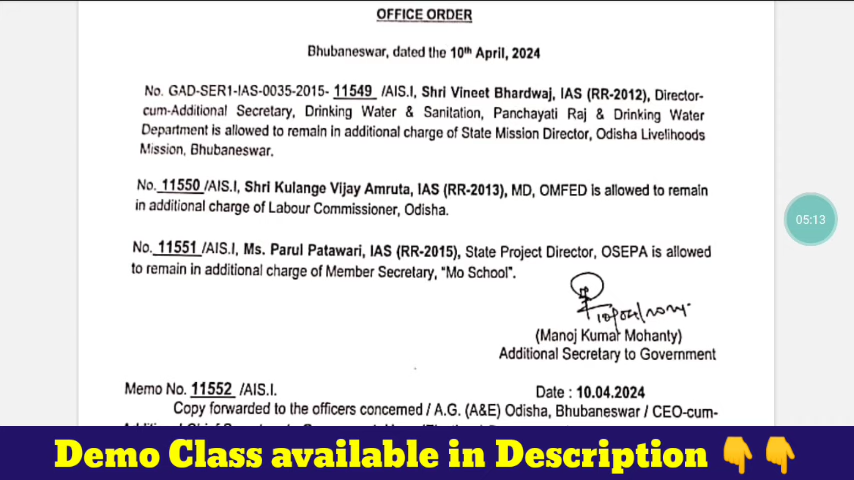 OFFICE ORDER
Bhubaneswar, dated the 10th April, 2024
No. GAD-SER1-IAS-0035-2015- 11549 /AIS.I, Shri Vineet Bhardwaj, IAS (RR-2012), Director-
cum-Additional Secretary, Drinking Water & Sanitation, Panchayati Raj & Drinking Water
Department is allowed to remain in additional charge of State Mission Director, Odisha Livelihoods
Mission, Bhubaneswar.
No. 11550 /AIS.I, Shri Kulange Vijay Amruta, IAS (RR-2013), MD, OMFED is allowed to remain
in additional charge of Labour Commissioner, Odisha.
No. 11551 /AIS.I, Ms. Parul Patawari, IAS (RR-2015), State Project Director, OSEPA is allowed
to remain in additional charge of Member Secretary, "Mo School".
05:13
(Manoj Kumar Mohanty)
Additional Secretary to Government
Memo No. 11552 /AIS.I. Date : 10.04.2024
Copy forwarded to the officers concerned / A.G. (A&E) Odisha, Bhubaneswar / CEO-cum-
Demo Class available in Description 👇👇